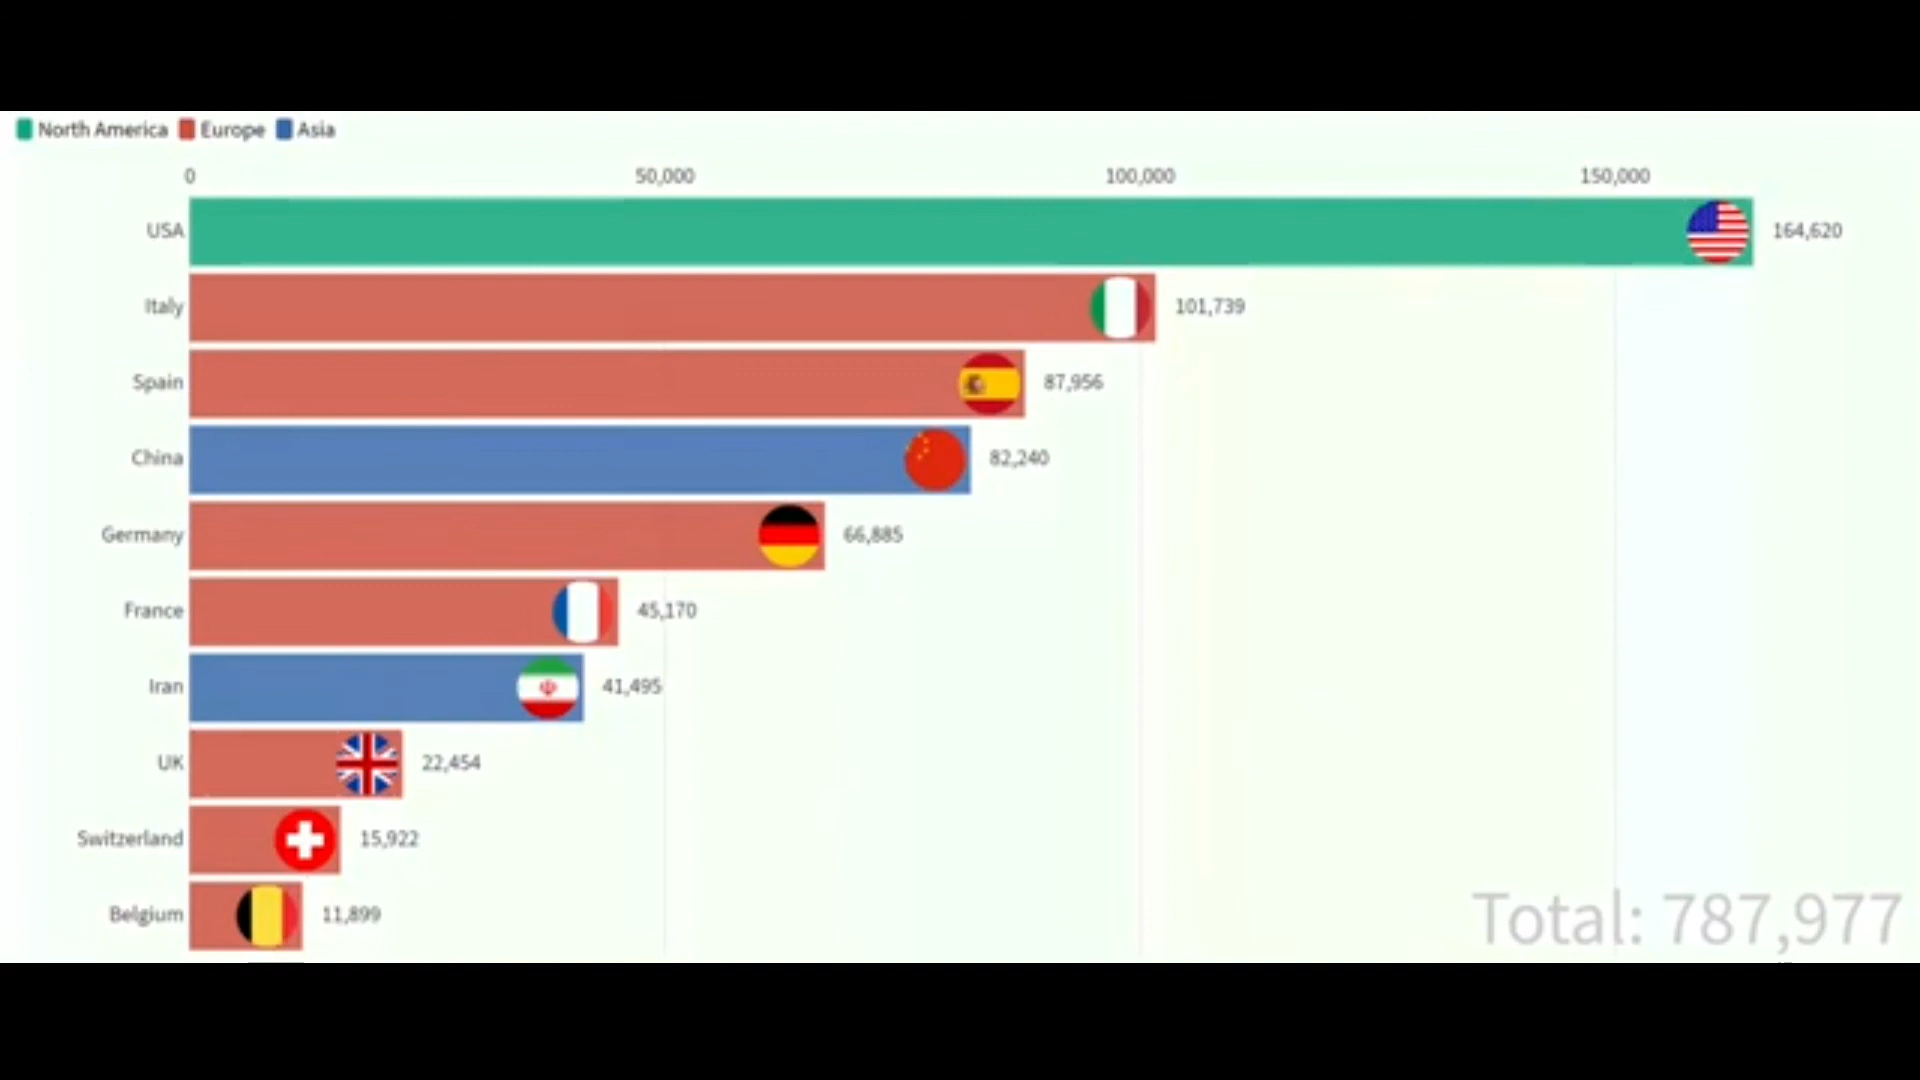 North America Europe Asia
0 50,000 100,000 150,000
USA 164,620
Italy 101,739
Spain 87,956
China 82,240
Germany 66,885
France 45,170
Iran 41,495
UK 22,454
Switzerland 15,922
Belgium 11,899
Total: 787,977